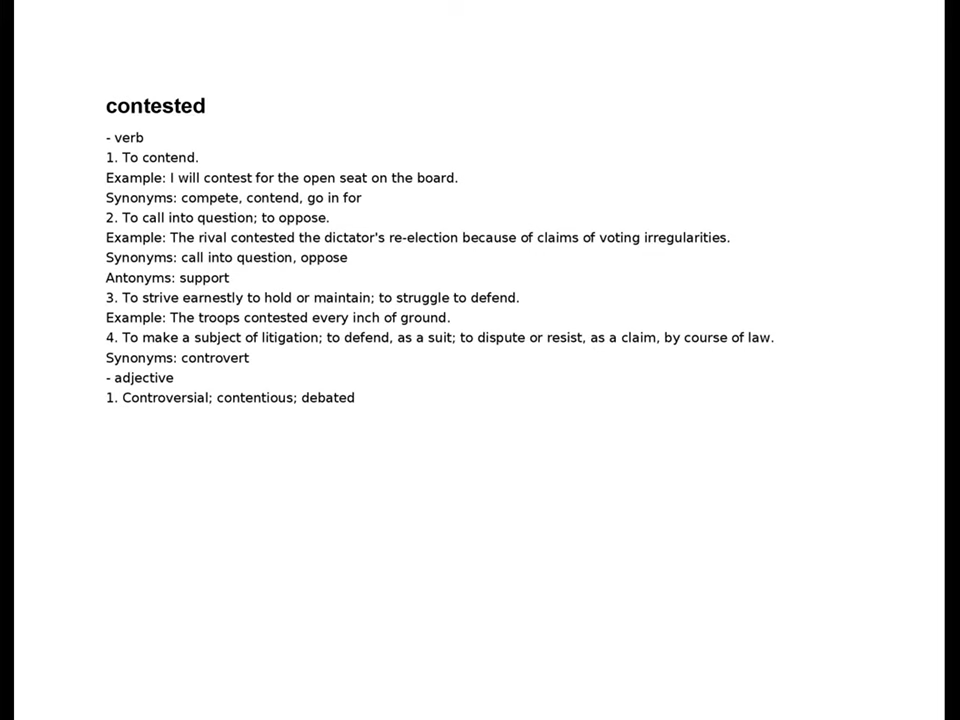 contested
- verb
1. To contend.
Example: I will contest for the open seat on the board.
Synonyms: compete, contend, go in for
2. To call into question; to oppose.
Example: The rival contested the dictator's re-election because of claims of voting irregularities.
Synonyms: call into question, oppose
Antonyms: support
3. To strive earnestly to hold or maintain; to struggle to defend.
Example: The troops contested every inch of ground.
4. To make a subject of litigation; to defend, as a suit; to dispute or resist, as a claim, by course of law.
Synonyms: controvert
- adjective
1. Controversial; contentious; debated